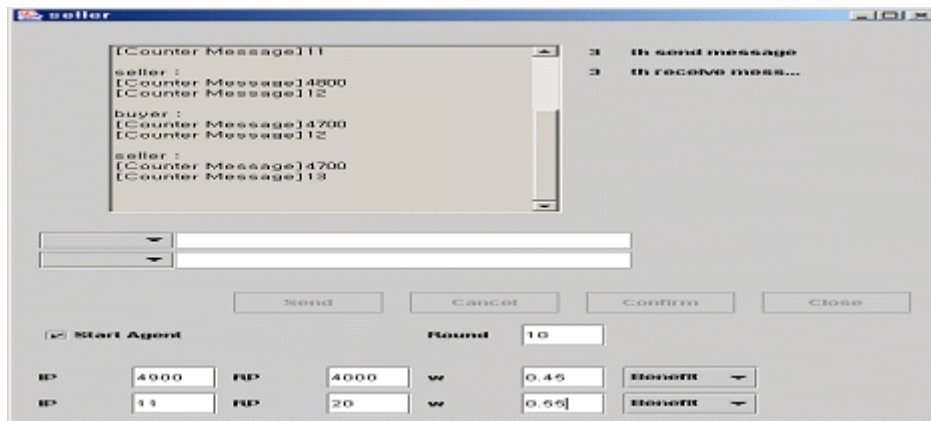 seller
[Counter Message]11
seller :
[Counter Message]4800
[Counter Message]12
buyer :
[Counter Message]4700
[Counter Message]12
seller :
[Counter Message]4700
[Counter Message]13
3 th send message
3 th receive mess...
Send Cancel Confirm Close
Start Agent Round 10
IP 4900 RP 4000 w 0.45 Benefit
IP 11 RP 20 w 0.55 Benefit